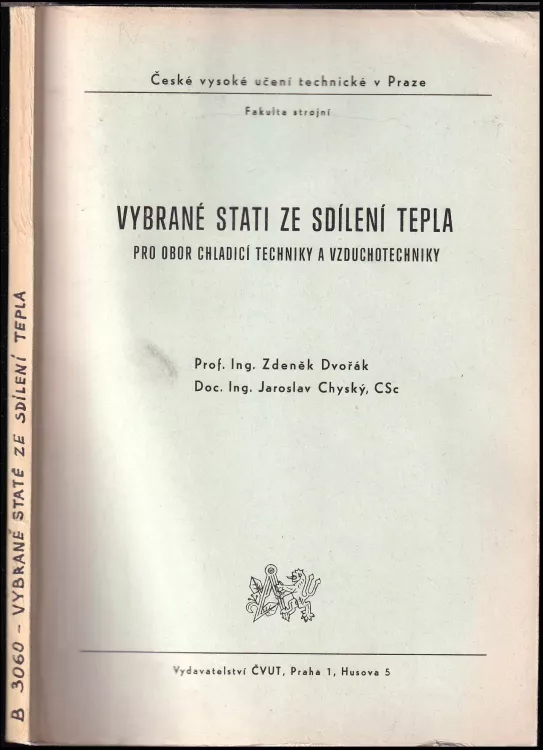 České vysoké učení technické v Praze
Fakulta strojní
VYBRANÉ STATI ZE SDÍLENÍ TEPLA
PRO OBOR CHLADICÍ TECHNIKY A VZDUCHOTECHNIKY
Prof. Ing. Zdeněk Dvořák
Doc. Ing. Jaroslav Chyský, CSc
Vydavatelství ČVUT, Praha 1, Husova 5
B 3060 - VYBRANÉ STATĚ ZE SDÍLENÍ TEPLA